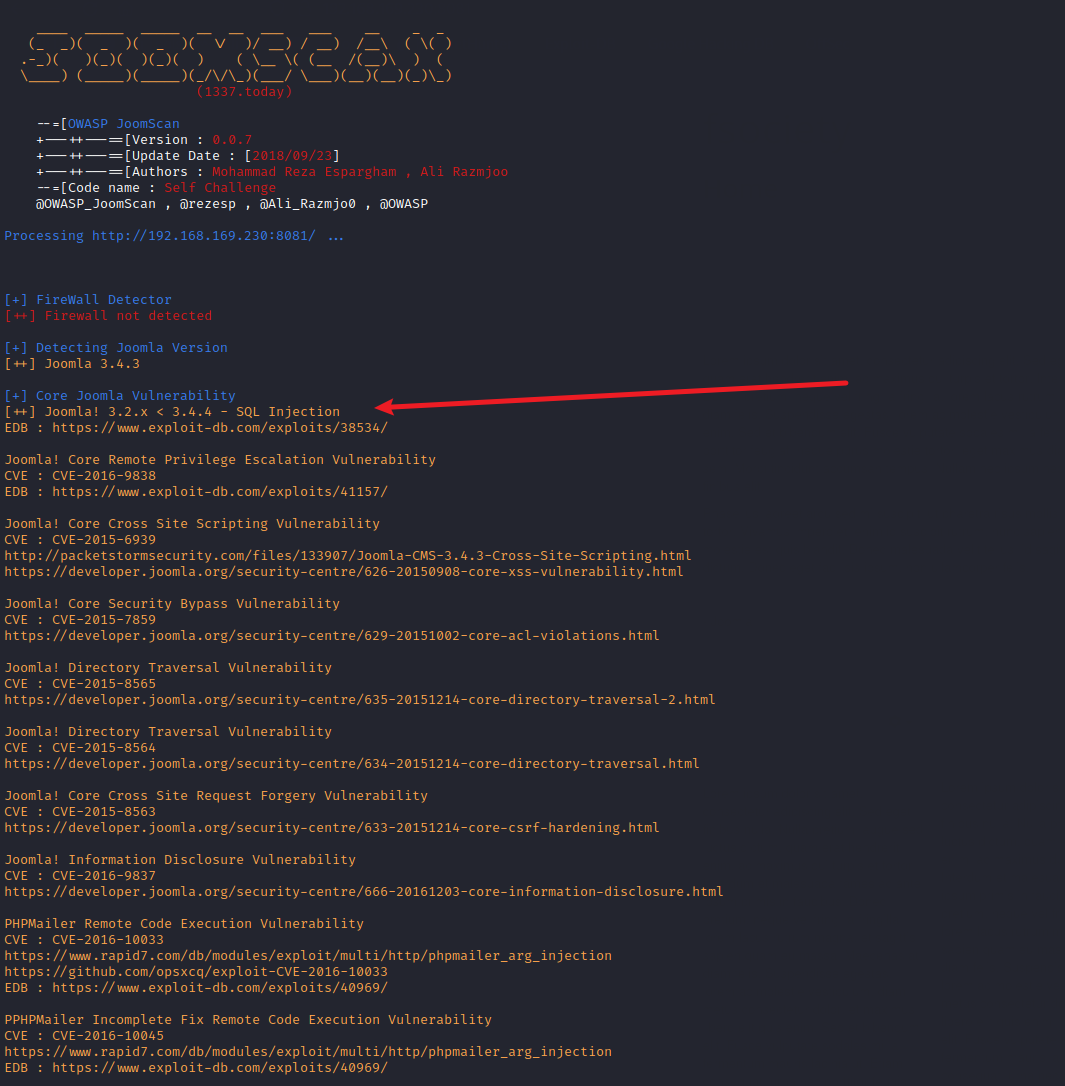 (1337.today)
--=[OWASP JoomScan
+---++---==[Version : 0.0.7
+---++---==[Update Date : [2018/09/23]
+---++---==[Authors : Mohammad Reza Espargham , Ali Razmjoo
--=[Code name : Self Challenge
@OWASP_JoomScan , @rezesp , @Ali_Razmjo0 , @OWASP
Processing http://192.168.169.230:8081/ ...
[+] FireWall Detector
[++] Firewall not detected
[+] Detecting Joomla Version
[++] Joomla 3.4.3
[+] Core Joomla Vulnerability
[++] Joomla! 3.2.x < 3.4.4 - SQL Injection
EDB : https://www.exploit-db.com/exploits/38534/
Joomla! Core Remote Privilege Escalation Vulnerability
CVE : CVE-2016-9838
EDB : https://www.exploit-db.com/exploits/41157/
Joomla! Core Cross Site Scripting Vulnerability
CVE : CVE-2015-6939
http://packetstormsecurity.com/files/133907/Joomla-CMS-3.4.3-Cross-Site-Scripting.html
https://developer.joomla.org/security-centre/626-20150908-core-xss-vulnerability.html
Joomla! Core Security Bypass Vulnerability
CVE : CVE-2015-7859
https://developer.joomla.org/security-centre/629-20151002-core-acl-violations.html
Joomla! Directory Traversal Vulnerability
CVE : CVE-2015-8565
https://developer.joomla.org/security-centre/635-20151214-core-directory-traversal-2.html
Joomla! Directory Traversal Vulnerability
CVE : CVE-2015-8564
https://developer.joomla.org/security-centre/634-20151214-core-directory-traversal.html
Joomla! Core Cross Site Request Forgery Vulnerability
CVE : CVE-2015-8563
https://developer.joomla.org/security-centre/633-20151214-core-csrf-hardening.html
Joomla! Information Disclosure Vulnerability
CVE : CVE-2016-9837
https://developer.joomla.org/security-centre/666-20161203-core-information-disclosure.html
PHPMailer Remote Code Execution Vulnerability
CVE : CVE-2016-10033
https://www.rapid7.com/db/modules/exploit/multi/http/phpmailer_arg_injection
https://github.com/opsxcq/exploit-CVE-2016-10033
EDB : https://www.exploit-db.com/exploits/40969/
PPHPMailer Incomplete Fix Remote Code Execution Vulnerability
CVE : CVE-2016-10045
https://www.rapid7.com/db/modules/exploit/multi/http/phpmailer_arg_injection
EDB : https://www.exploit-db.com/exploits/40969/